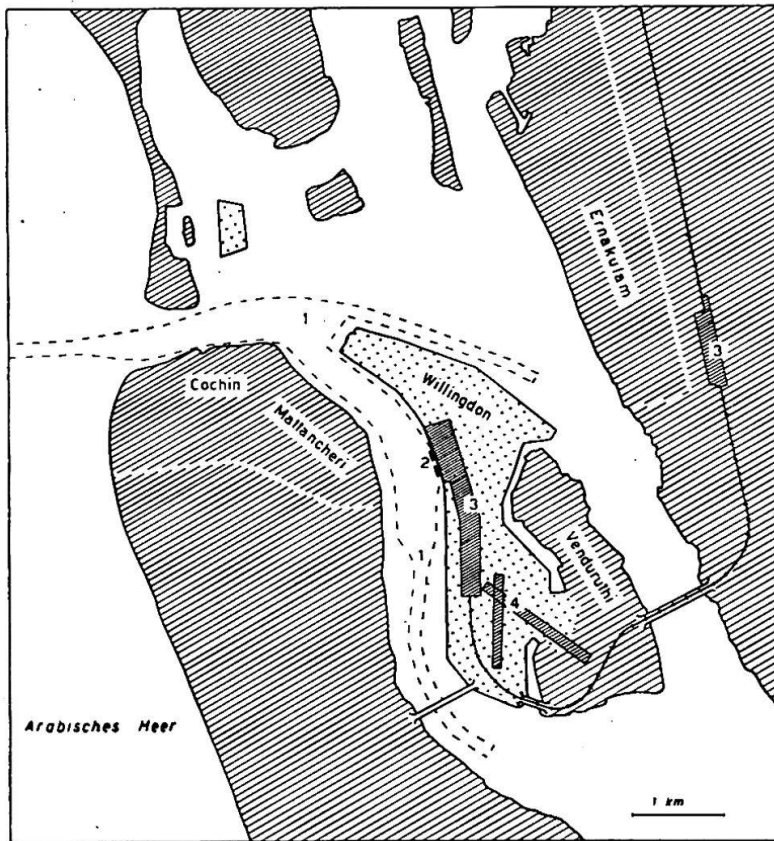 1
Ernakulam
3
Cochin
Willingdon
Mattancheri
2
3
1
Venduruthi
4
Arabisches Meer
1 km